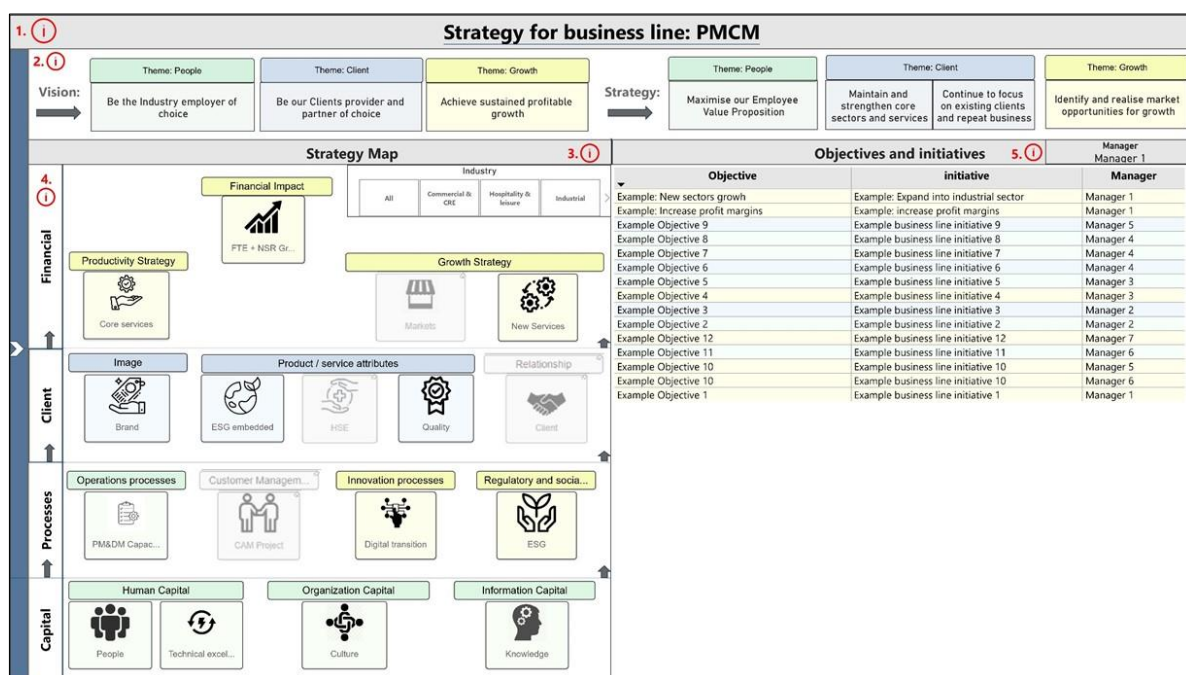 1. i
Strategy for business line: PMCM
2. i
Vision:
Theme: People
Be the Industry employer of
choice
Theme: Client
Be our Clients provider and
partner of choice
Theme: Growth
Achieve sustained profitable
growth
Strategy:
Theme: People
Maximise our Employee
Value Proposition
Theme: Client
Maintain and
strengthen core
sectors and services
Continue to focus
on existing clients
and repeat business
Theme: Growth
Identify and realise market
opportunities for growth
Strategy Map
3. i
4.
i
Financial
Financial Impact
FTE + NSR Gr...
Industry
All
Commercial &
CRE
Hospitality &
leisure
Industrial
Productivity Strategy
Core services
Growth Strategy
Markets
New Services
Client
Image
Brand
Product / service attributes
ESG embedded
HSE
Quality
Relationship
Client
Processes
Operations processes
PM&DM Capac...
Customer Managem...
CAM Project
Innovation processes
Digital transition
Regulatory and socia...
ESG
Capital
Human Capital
People
Technical excel...
Organization Capital
Culture
Information Capital
Knowledge
Objectives and initiatives
5. i
Manager
Manager 1
Objective initiative Manager
Example: New sectors growh Example: Expand into industrial sector Manager 1
Example: Increase profit margins Example: increase profit margins Manager 1
Example Objective 9 Example business line initiative 9 Manager 5
Example Objective 8 Example business line initiative 8 Manager 4
Example Objective 7 Example business line initiative 7 Manager 4
Example Objective 6 Example business line initiative 6 Manager 4
Example Objective 5 Example business line initiative 5 Manager 3
Example Objective 4 Example business line initiative 4 Manager 3
Example Objective 3 Example business line initiative 3 Manager 2
Example Objective 2 Example business line initiative 2 Manager 2
Example Objective 12 Example business line initiative 12 Manager 7
Example Objective 11 Example business line initiative 11 Manager 6
Example Objective 10 Example business line initiative 10 Manager 5
Example Objective 10 Example business line initiative 10 Manager 6
Example Objective 1 Example business line initiative 1 Manager 1